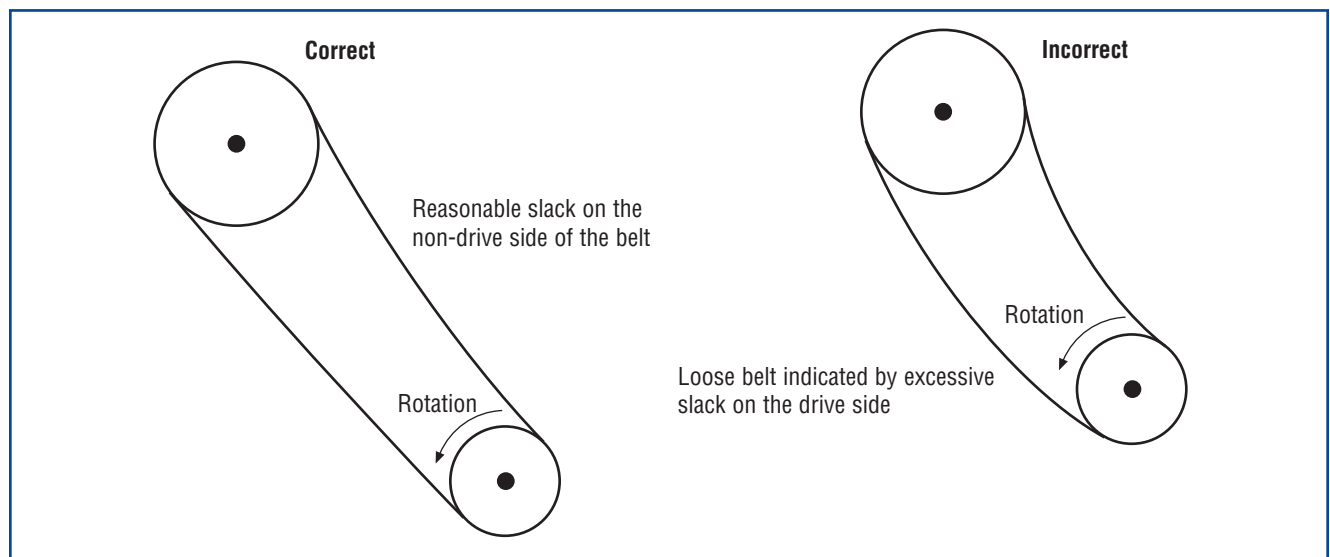 Correct
Reasonable slack on the
non-drive side of the belt
Rotation
Incorrect
Rotation
Loose belt indicated by excessive
slack on the drive side